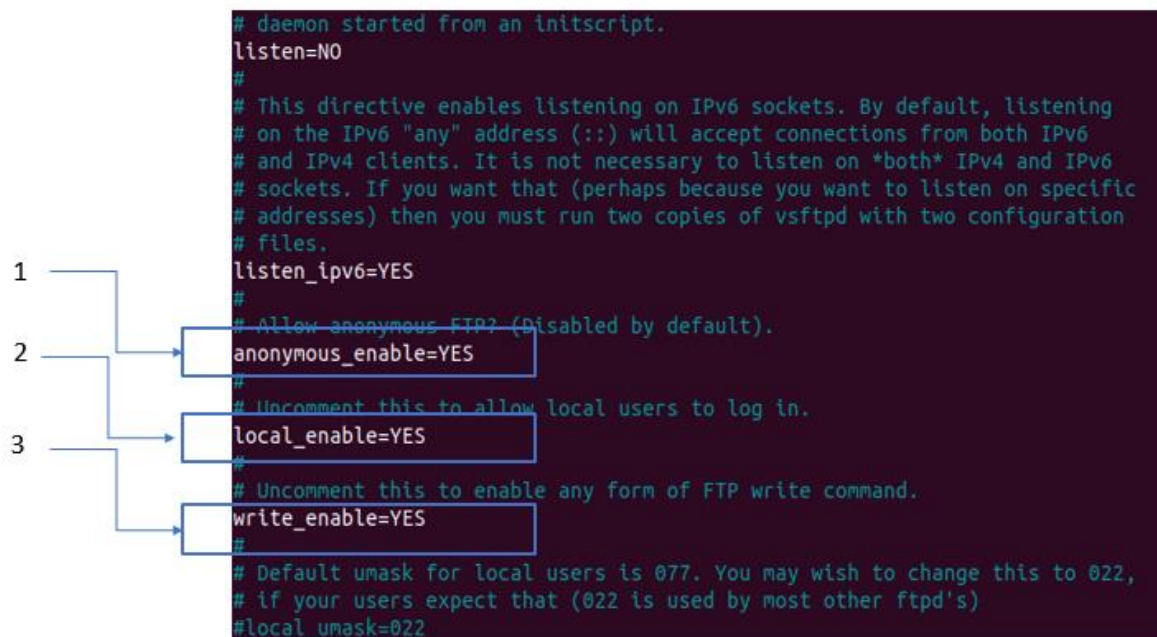 # daemon started from an initscript.
listen=NO
#
# This directive enables listening on IPv6 sockets. By default, listening
# on the IPv6 "any" address (::) will accept connections from both IPv6
# and IPv4 clients. It is not necessary to listen on *both* IPv4 and IPv6
# sockets. If you want that (perhaps because you want to listen on specific
# addresses) then you must run two copies of vsftpd with two configuration
# files.
1
listen_ipv6=YES
#
# Allow anonymous FTP? (Disabled by default).
2
anonymous_enable=YES
#
# Uncomment this to allow local users to log in.
3
local_enable=YES
#
# Uncomment this to enable any form of FTP write command.
write_enable=YES
#
# Default umask for local users is 077. You may wish to change this to 022,
# if your users expect that (022 is used by most other ftpd's)
#local_umask=022